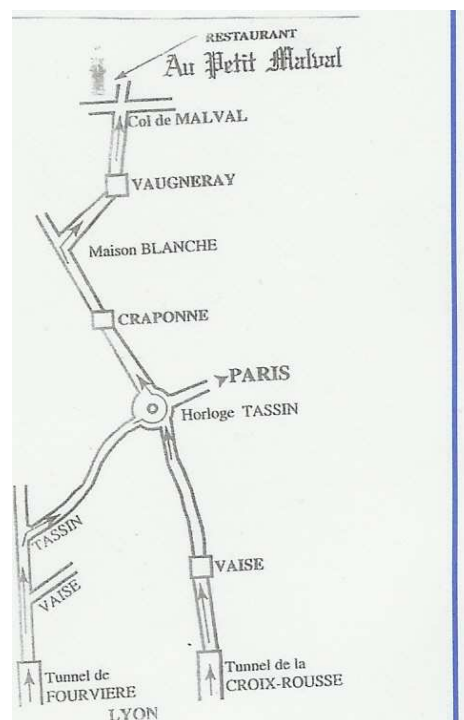 RESTAURANT
Au Petit Malval
Col de MALVAL
VAUGNERAY
Maison BLANCHE
CRAPONNE
PARIS
Horloge TASSIN
TASSIN
VAISE
VAISE
Tunnel de
FOURVIERE
Tunnel de la
CROIX-ROUSSE
LYON